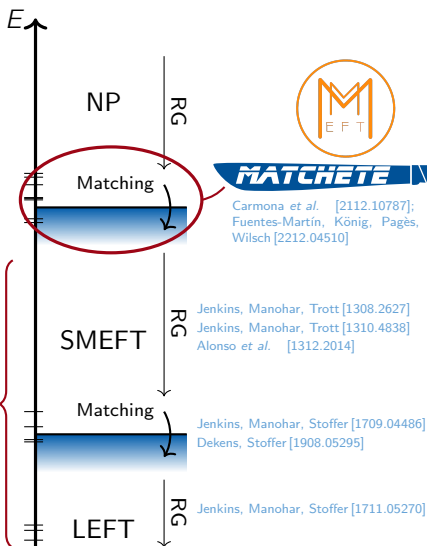 E
NP
RG
MM
EFT
Matching
MATCHETE
Carmona et al. [2112.10787];
Fuentes-Martín, König, Pagès,
Wilsch [2212.04510]
SMEFT
RG
Jenkins, Manohar, Trott [1308.2627]
Jenkins, Manohar, Trott [1310.4838]
Alonso et al. [1312.2014]
Matching
Jenkins, Manohar, Stoffer [1709.04486]
Dekens, Stoffer [1908.05295]
LEFT
RG
Jenkins, Manohar, Stoffer [1711.05270]